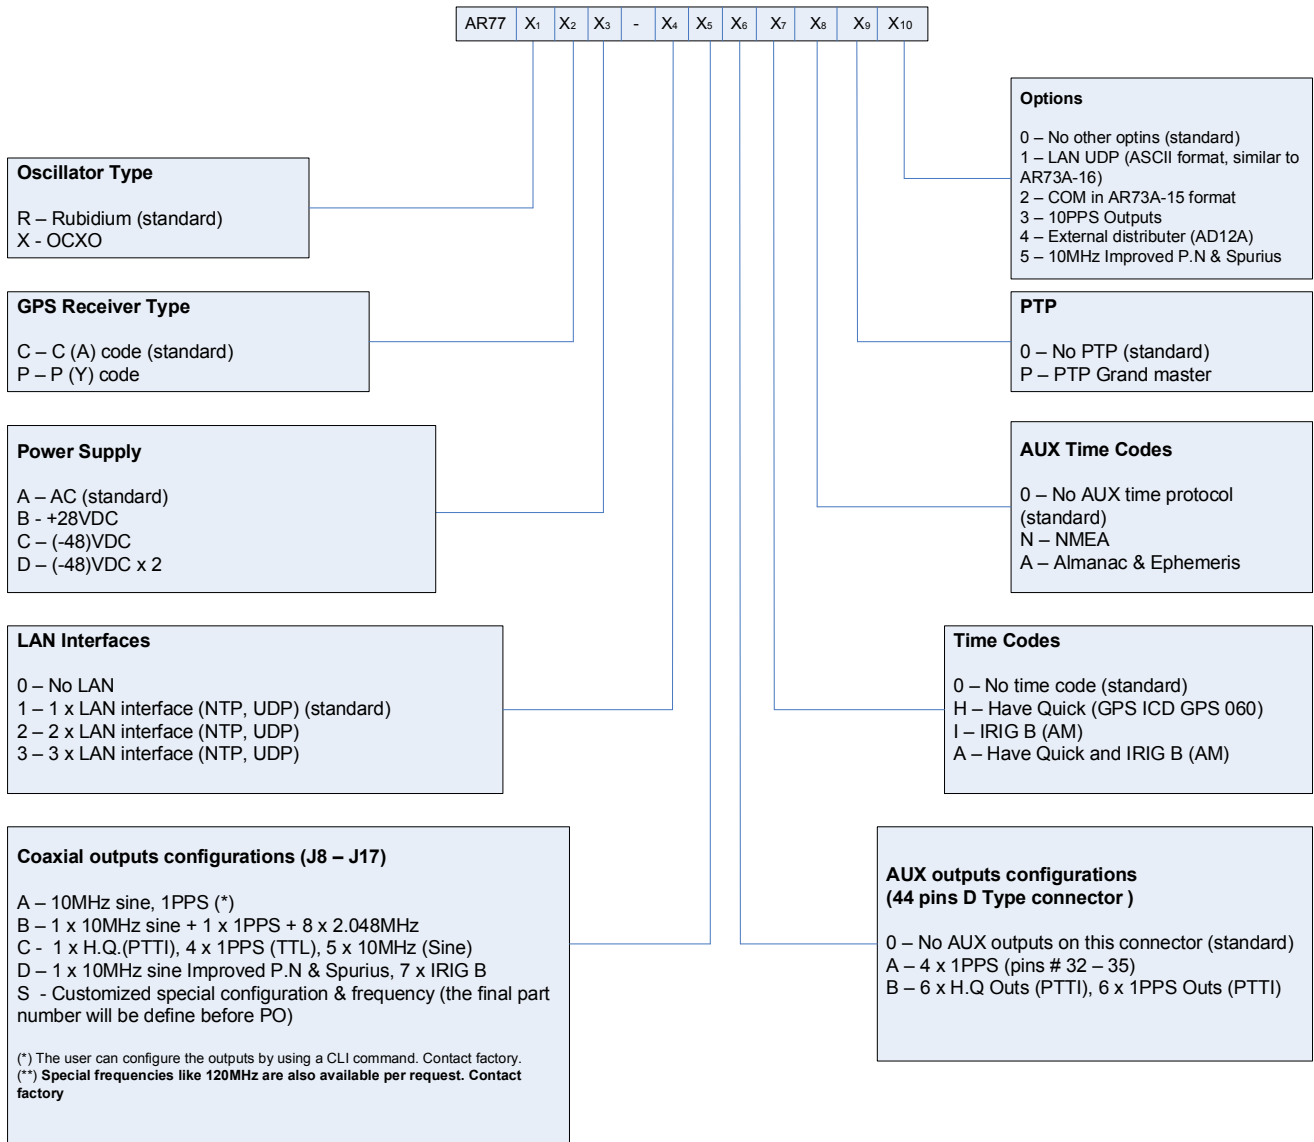 AR77 X1 X2 X3 - X4 X5 X6 X7 X8 X9 X10
Oscillator Type
R – Rubidium (standard)
X - OCXO
GPS Receiver Type
C – C (A) code (standard)
P – P (Y) code
Power Supply
A – AC (standard)
B - +28VDC
C – (-48)VDC
D – (-48)VDC x 2
LAN Interfaces
0 – No LAN
1 – 1 x LAN interface (NTP, UDP) (standard)
2 – 2 x LAN interface (NTP, UDP)
3 – 3 x LAN interface (NTP, UDP)
Coaxial outputs configurations (J8 – J17)
A – 10MHz sine, 1PPS (*)
B – 1 x 10MHz sine + 1 x 1PPS + 8 x 2.048MHz
C - 1 x H.Q.(PTTI), 4 x 1PPS (TTL), 5 x 10MHz (Sine)
D – 1 x 10MHz sine Improved P.N & Spurius, 7 x IRIG B
S - Customized special configuration & frequency (the final part
number will be define before PO)
(*) The user can configure the outputs by using a CLI command. Contact factory.
(**) Special frequencies like 120MHz are also available per request. Contact
factory
Options
0 – No other optins (standard)
1 – LAN UDP (ASCII format, similar to
AR73A-16)
2 – COM in AR73A-15 format
3 – 10PPS Outputs
4 – External distributer (AD12A)
5 – 10MHz Improved P.N & Spurius
PTP
0 – No PTP (standard)
P – PTP Grand master
AUX Time Codes
0 – No AUX time protocol
(standard)
N – NMEA
A – Almanac & Ephemeris
Time Codes
0 – No time code (standard)
H – Have Quick (GPS ICD GPS 060)
I – IRIG B (AM)
A – Have Quick and IRIG B (AM)
AUX outputs configurations
(44 pins D Type connector )
0 – No AUX outputs on this connector (standard)
A – 4 x 1PPS (pins # 32 – 35)
B – 6 x H.Q Outs (PTTI), 6 x 1PPS Outs (PTTI)